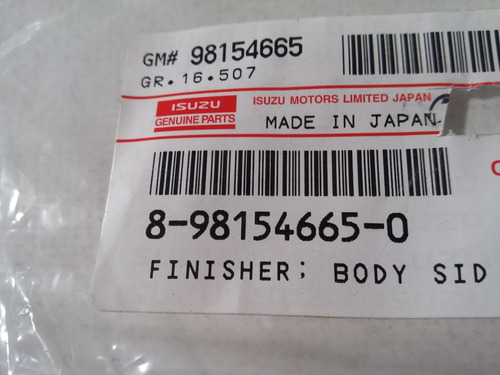 GM# 98154665
GR.16.507
ISUZU
GENUINE PARTS
ISUZU MOTORS LIMITED JAPAN
MADE IN JAPAN
8-98154665-0
FINISHER; BODY SID